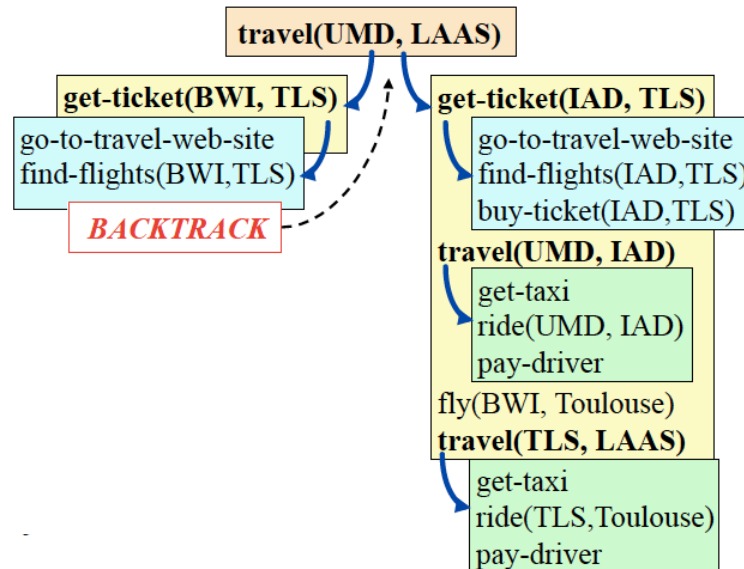 travel(UMD, LAAS)
get-ticket(BWI, TLS)
go-to-travel-web-site
find-flights(BWI,TLS)
BACKTRACK
get-ticket(IAD, TLS)
go-to-travel-web-site
find-flights(IAD,TLS)
buy-ticket(IAD,TLS)
travel(UMD, IAD)
get-taxi
ride(UMD, IAD)
pay-driver
fly(BWI, Toulouse)
travel(TLS, LAAS)
get-taxi
ride(TLS,Toulouse)
pay-driver